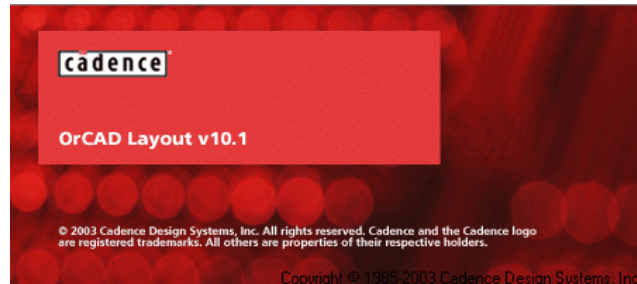 cādence
OrCAD Layout v10.1
© 2003 Cadence Design Systems, Inc. All rights reserved. Cadence and the Cadence logo
are registered trademarks. All others are properties of their respective holders.
Copyright © 1985-2003 Cadence Design Systems, Inc